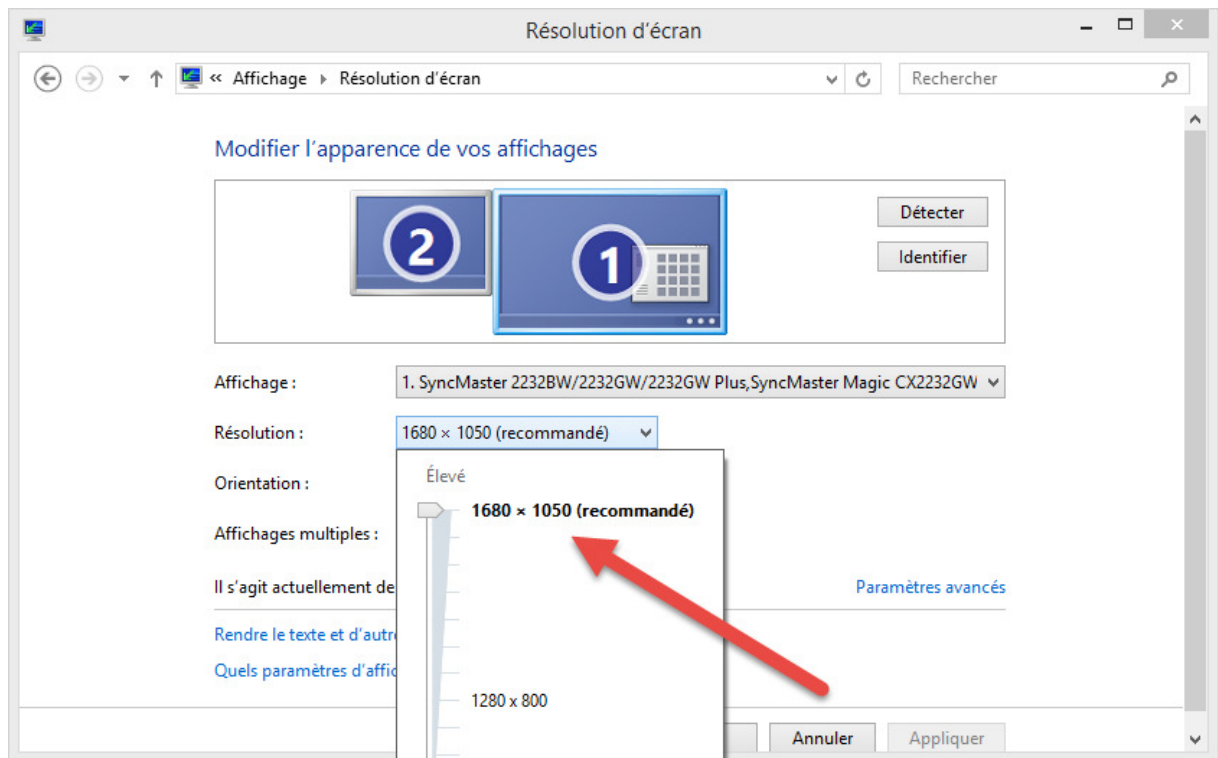 Résolution d'écran
« Affichage Résolution d'écran Rechercher
Modifier l'apparence de vos affichages
2 1
Détecter
Identifier
Affichage : 1. SyncMaster 2232BW/2232GW/2232GW Plus,SyncMaster Magic CX2232GW
Résolution : 1680 × 1050 (recommandé)
Élevé
Orientation :
1680 × 1050 (recommandé)
Affichages multiples :
Il s'agit actuellement de
Paramètres avancés
Rendre le texte et d'autr
Quels paramètres d'affic
1280 x 800
Annuler Appliquer